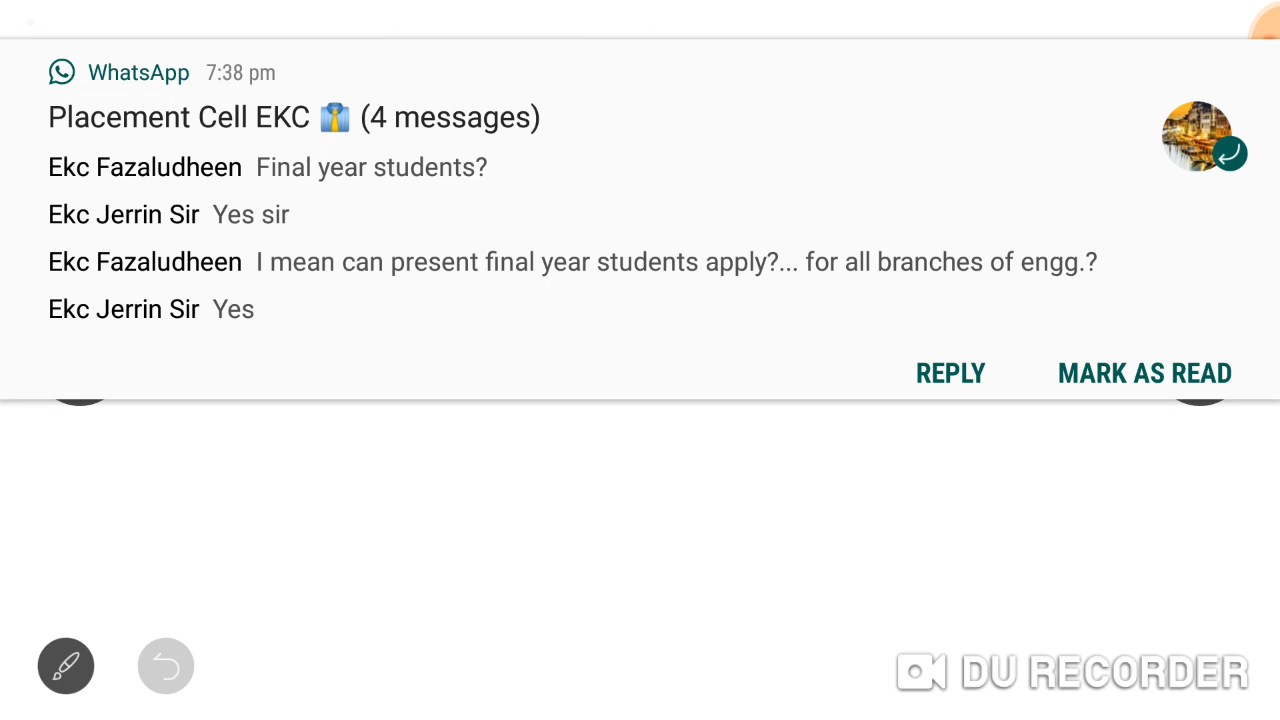 WhatsApp 7:38 pm
Placement Cell EKC 👔 (4 messages)
Ekc Fazaludheen Final year students?
Ekc Jerrin Sir Yes sir
Ekc Fazaludheen I mean can present final year students apply?... for all branches of engg.?
Ekc Jerrin Sir Yes
REPLY MARK AS READ
DU RECORDER